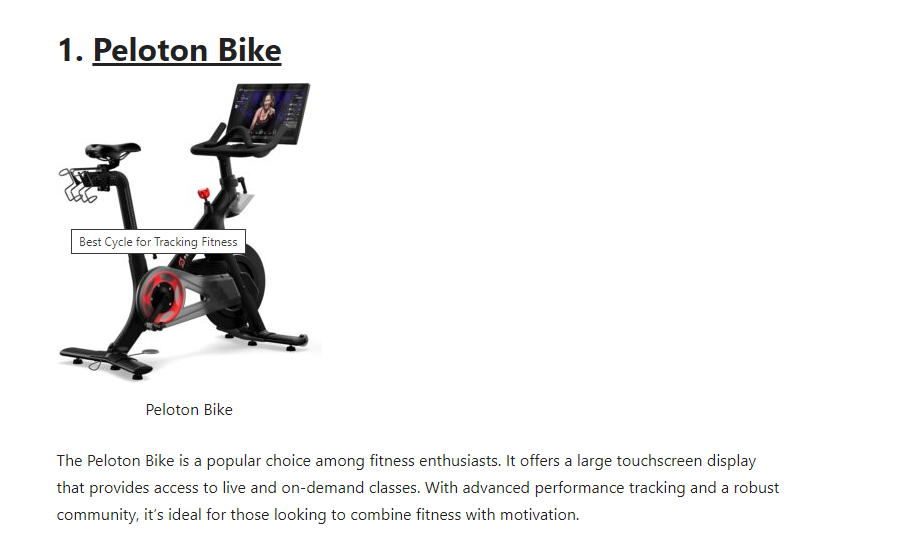 1. Peloton Bike
Best Cycle for Tracking Fitness
Peloton Bike
The Peloton Bike is a popular choice among fitness enthusiasts. It offers a large touchscreen display
that provides access to live and on-demand classes. With advanced performance tracking and a robust
community, it’s ideal for those looking to combine fitness with motivation.